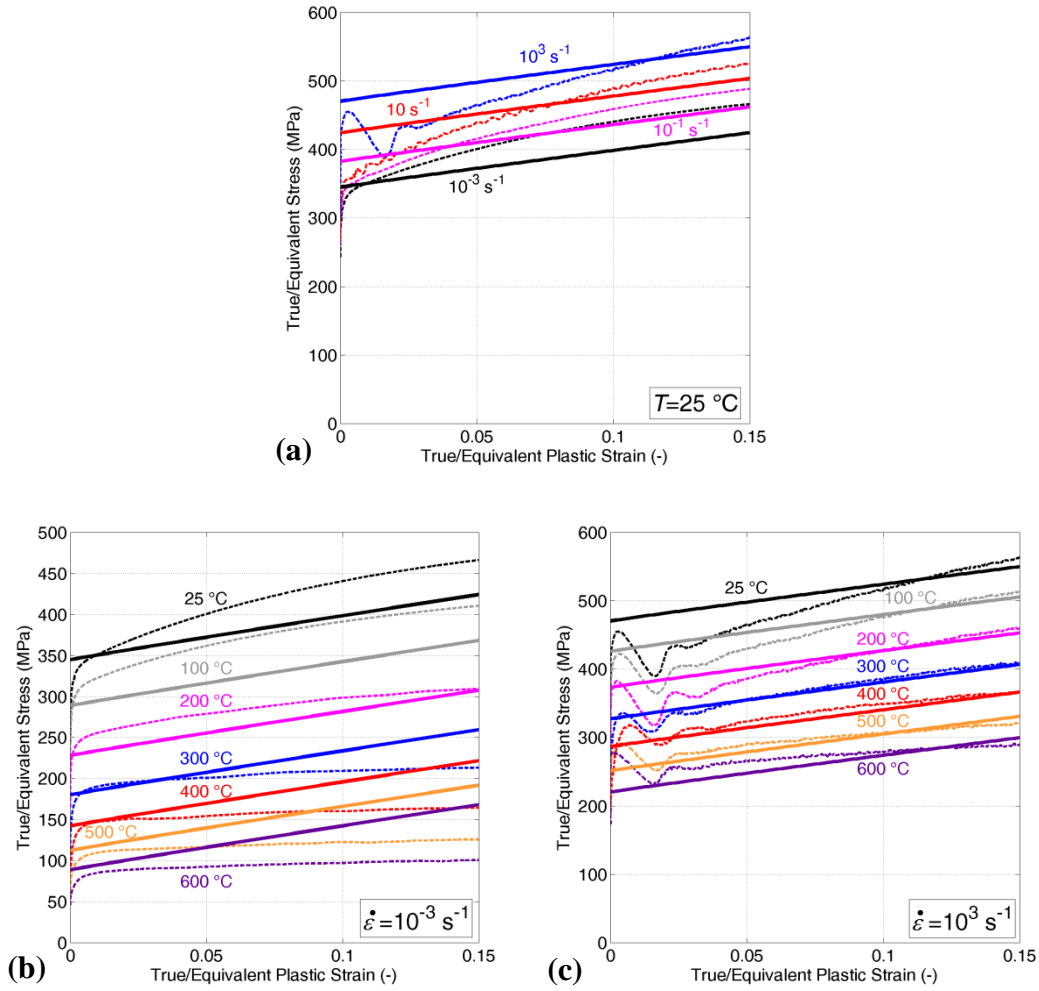 600
500
400
300
200
100
0
True/Equivalent Stress (MPa)
10³ s⁻¹
10 s⁻¹
10⁻¹ s⁻¹
10⁻³ s⁻¹
T=25 °C
0 0.05 0.1 0.15
True/Equivalent Plastic Strain (-)
(a)
500
450
400
350
300
250
200
150
100
50
0
True/Equivalent Stress (MPa)
25 °C
100 °C
200 °C
300 °C
400 °C
500 °C
600 °C
ε̇=10⁻³ s⁻¹
0 0.05 0.1 0.15
True/Equivalent Plastic Strain (-)
(b)
600
500
400
300
200
100
0
True/Equivalent Stress (MPa)
25 °C
100 °C
200 °C
300 °C
400 °C
500 °C
600 °C
ε̇=10³ s⁻¹
0 0.05 0.1 0.15
True/Equivalent Plastic Strain (-)
(c)